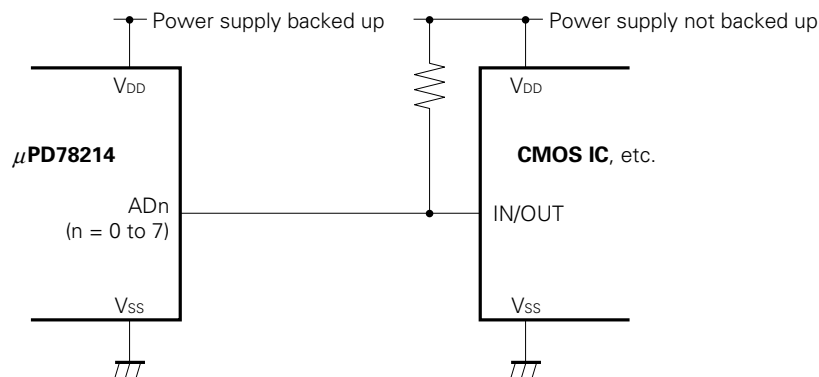 Power supply backed up
Power supply not backed up
VDD
VDD
μPD78214
CMOS IC, etc.
ADn
(n = 0 to 7)
IN/OUT
VSS
VSS